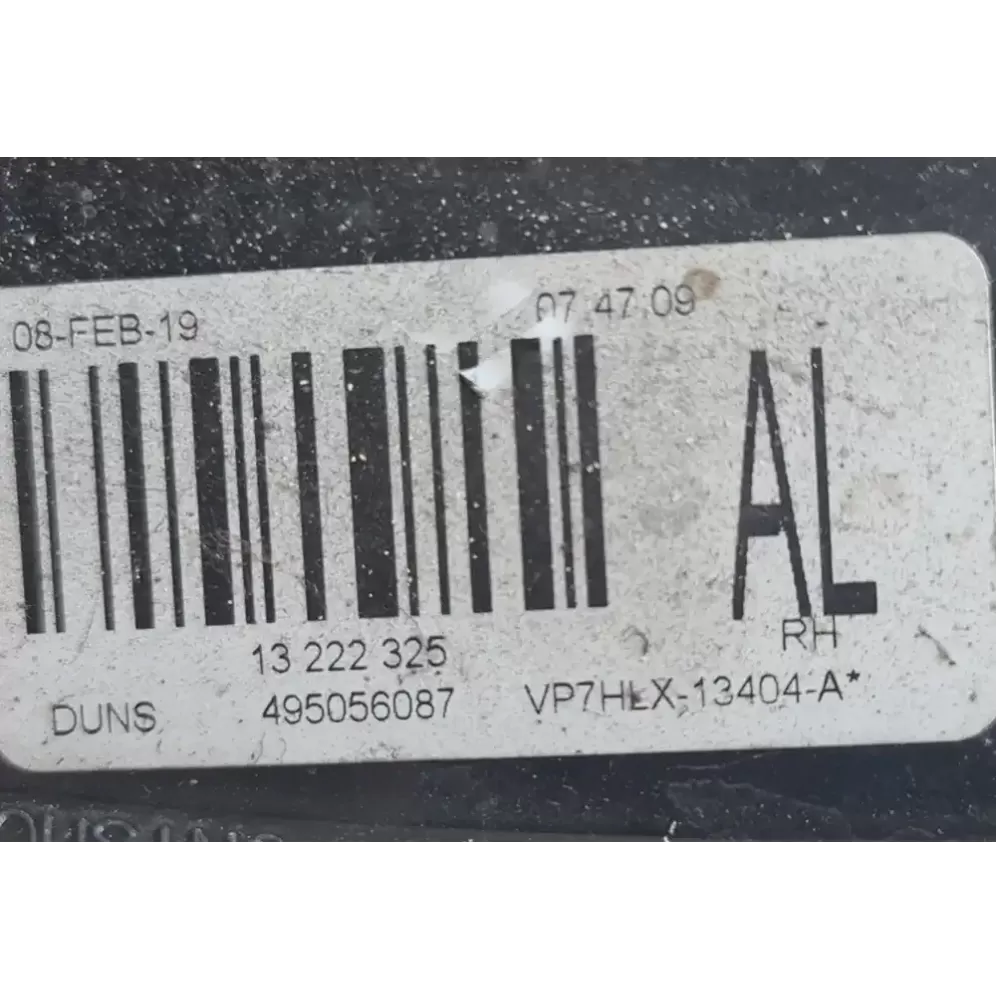 08-FEB-19 07 47 09
AL
RH
13 222 325
DUNS 495056087 VP7HLX-13404-A*